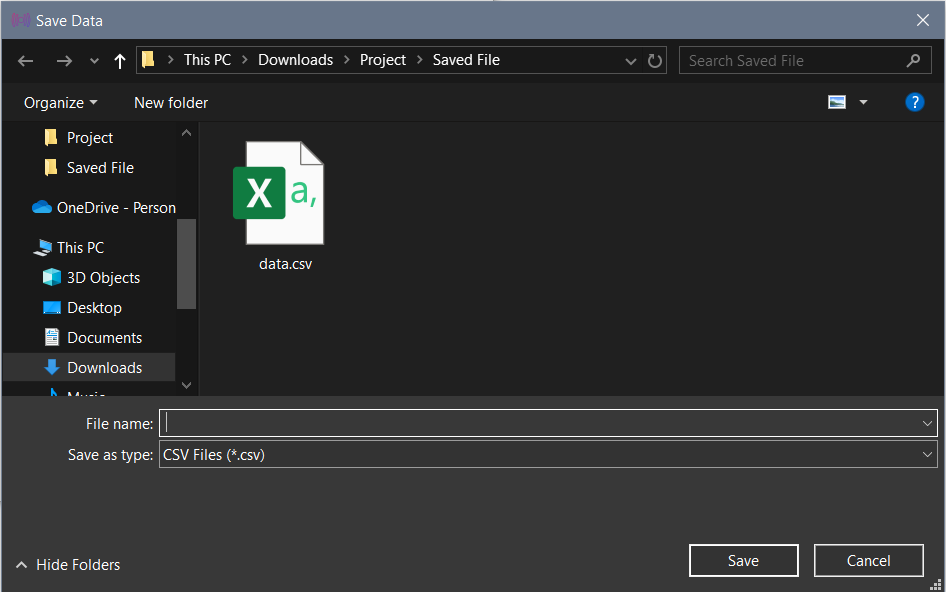 Save Data
This PC Downloads Project Saved File
Search Saved File
Organize New folder
?
Project
Saved File
OneDrive - Person
This PC
3D Objects
Desktop
Documents
Downloads
Music
X a,
data.csv
File name:
Save as type: CSV Files (*.csv)
Hide Folders
Save Cancel